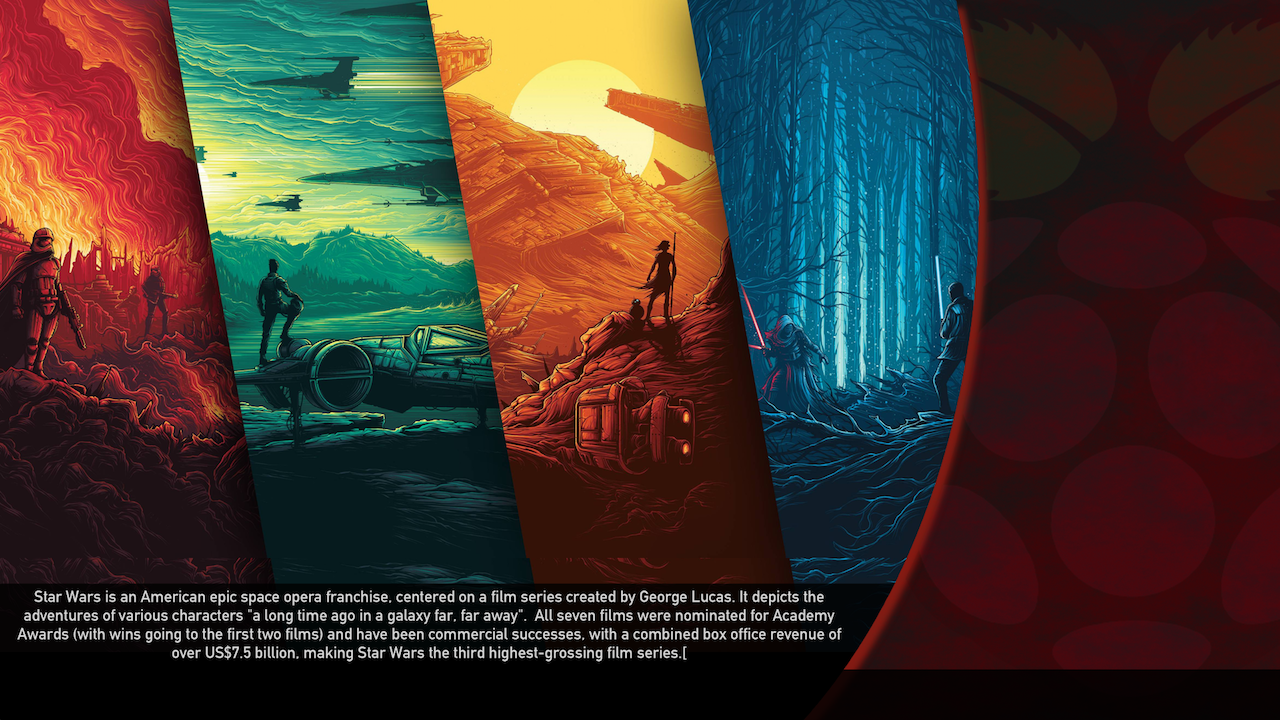 Star Wars is an American epic space opera franchise, centered on a film series created by George Lucas. It depicts the
adventures of various characters "a long time ago in a galaxy far, far away".  All seven films were nominated for Academy
Awards (with wins going to the first two films) and have been commercial successes, with a combined box office revenue of
over US$7.5 billion, making Star Wars the third highest-grossing film series.[